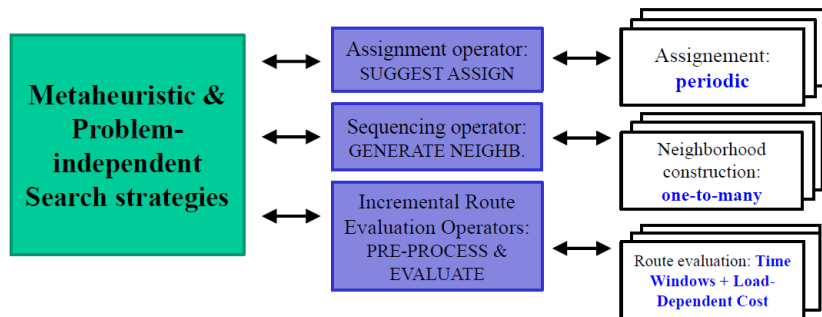 Metaheuristic &
Problem-
independent
Search strategies
Assignment operator:
SUGGEST ASSIGN
Sequencing operator:
GENERATE NEIGHB.
Incremental Route
Evaluation Operators:
PRE-PROCESS &
EVALUATE
Assignement:
periodic
Neighborhood
construction:
one-to-many
Route evaluation: Time
Windows + Load-
Dependent Cost